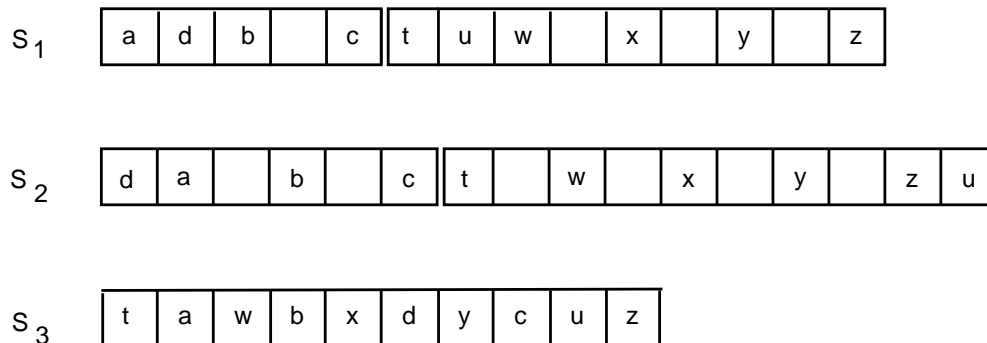 S1 a d b c t u w x y z
S2 d a b c t w x y z u
S3 t a w b x d y c u z